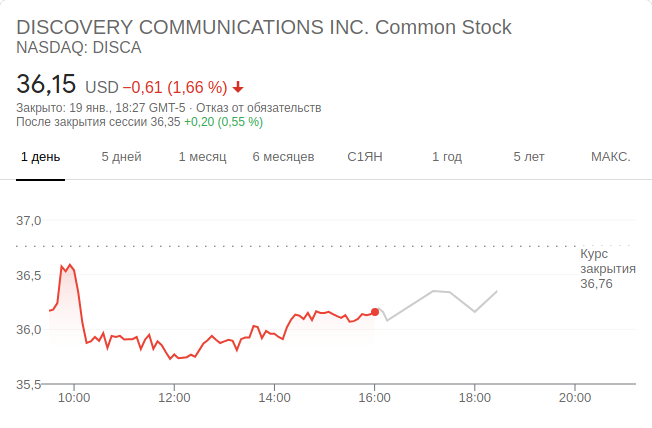 DISCOVERY COMMUNICATIONS INC. Common Stock
NASDAQ: DISCA
36,15 USD −0,61 (1,66 %)
Закрыто: 19 янв., 18:27 GMT-5 · Отказ от обязательств
После закрытия сессии 36,35 +0,20 (0,55 %)
1 день 5 дней 1 месяц 6 месяцев С1ЯН 1 год 5 лет МАКС.
37,0
Курс
закрытия
36,76
36,5
36,0
35,5
10:00 12:00 14:00 16:00 18:00 20:00